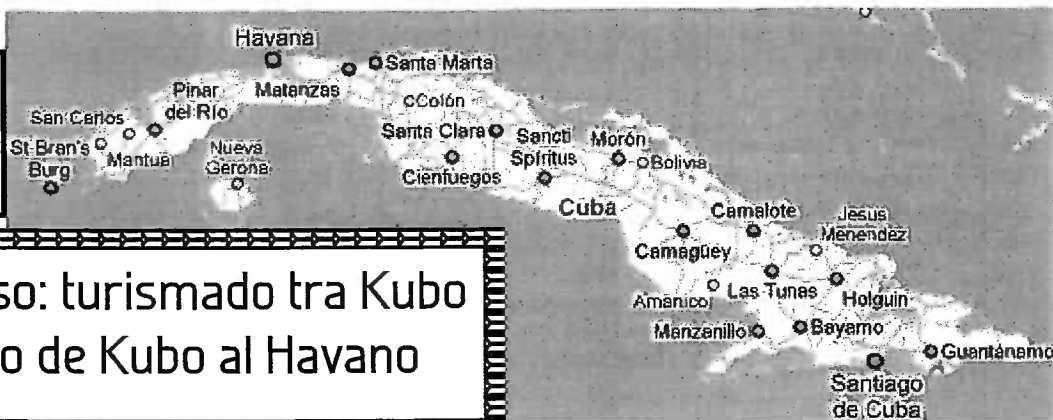 Havana
Santa Marta
Matanzas
Pinar
del Río
Colón
San Carlos
Santa Clara
Sancti
Spíritus
Morón
St Bran's
Burg
Mantua
Nueva
Gerona
Cienfuegos
Bolivia
Cuba
Camalote
Jesus
Menendez
Camagüey
so: turismado tra Kubo
o de Kubo al Havano
Amanico
Las Tunas
Holguin
Manzanillo
Bayamo
Guantánamo
Santiago
de Cuba